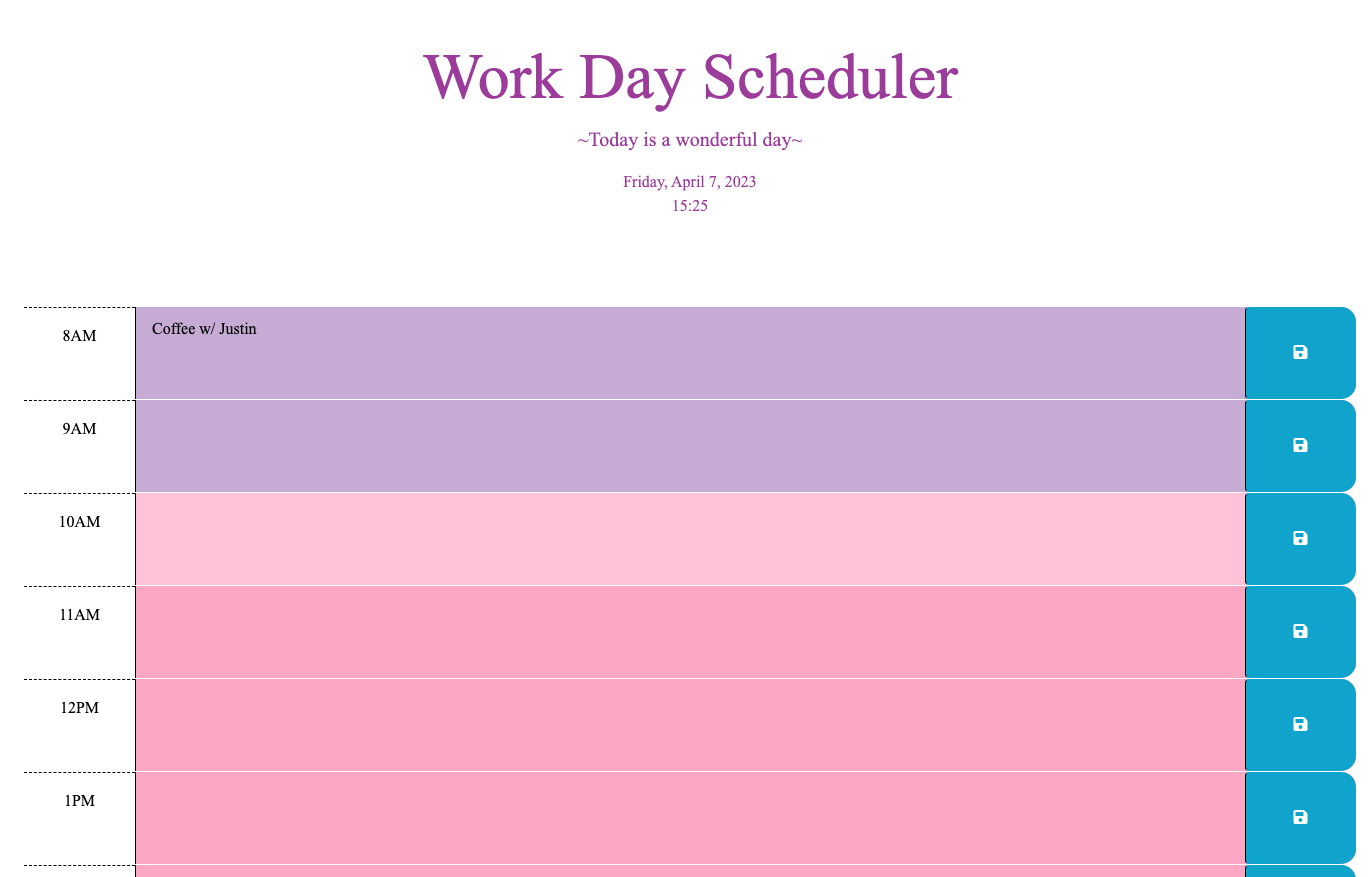 Work Day Scheduler
~Today is a wonderful day~
Friday, April 7, 2023
15:25
8AM
Coffee w/ Justin
9AM
10AM
11AM
12PM
1PM